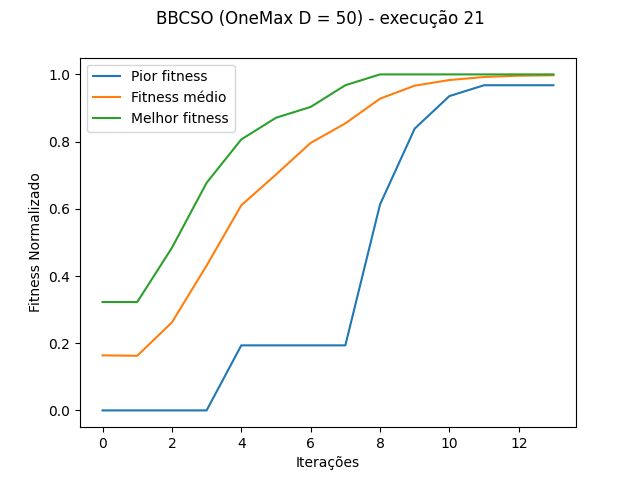 BBCSO (OneMax D = 50) - execução 21
Pior fitness
Fitness médio
Melhor fitness
Fitness Normalizado
1.0
0.8
0.6
0.4
0.2
0.0
0 2 4 6 8 10 12
Iterações